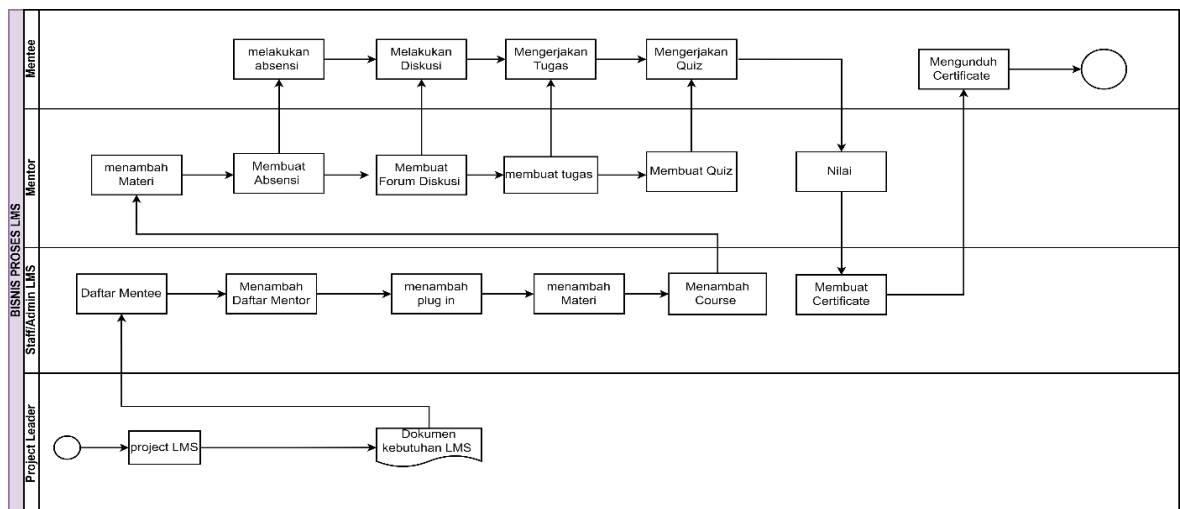 BISNIS PROSES LMS
Mentee
melakukan
absensi
Melakukan
Diskusi
Mengerjakan
Tugas
Mengerjakan
Quiz
Mengunduh
Certificate
Mentor
menambah
Materi
Membuat
Absensi
Membuat
Forum Diskusi
membuat tugas
Membuat Quiz
Nilai
Staff/Admin LMS
Daftar Mentee
Menambah
Daftar Mentor
menambah
plug in
menambah
Materi
Menambah
Course
Membuat
Certificate
Project Leader
project LMS
Dokumen
kebutuhan LMS